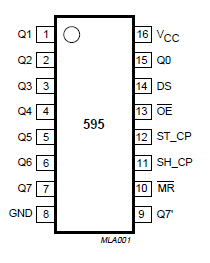 Q1 1 16 VCC
Q2 2 15 Q0
Q3 3 14 DS
Q4 4 13 OE
Q5 5 595 12 ST_CP
Q6 6 11 SH_CP
Q7 7 10 MR
GND 8 9 Q7'
MLA001